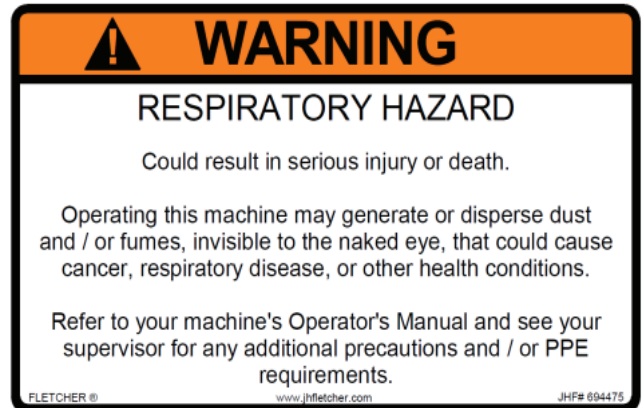 WARNING
RESPIRATORY HAZARD
Could result in serious injury or death.
Operating this machine may generate or disperse dust
and / or fumes, invisible to the naked eye, that could cause
cancer, respiratory disease, or other health conditions.
Refer to your machine's Operator's Manual and see your
supervisor for any additional precautions and / or PPE
requirements.
FLETCHER ® www.jhfletcher.com JHF# 694475